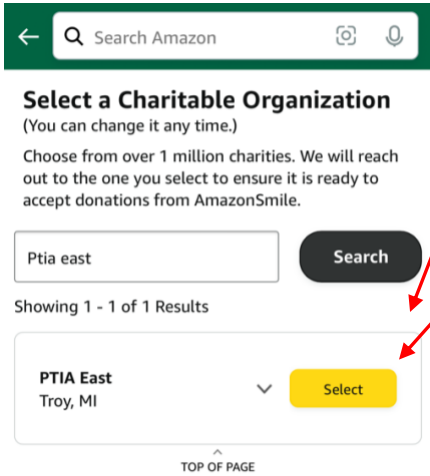 Search Amazon
Select a Charitable Organization
(You can change it any time.)
Choose from over 1 million charities. We will reach
out to the one you select to ensure it is ready to
accept donations from AmazonSmile.
Ptia east
Search
Showing 1 - 1 of 1 Results
PTIA East
Troy, MI
Select
TOP OF PAGE